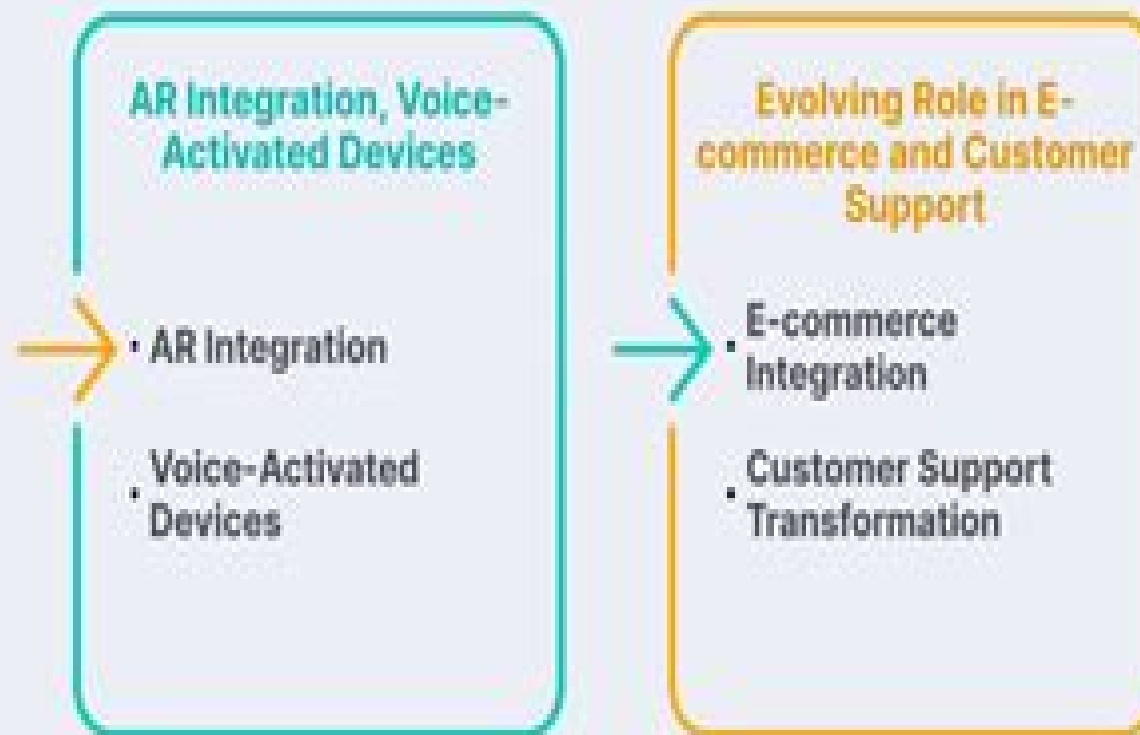 AR Integration, Voice-
Activated Devices
• AR Integration
• Voice-Activated
Devices
Evolving Role in E-
commerce and Customer
Support
• E-commerce
Integration
• Customer Support
Transformation